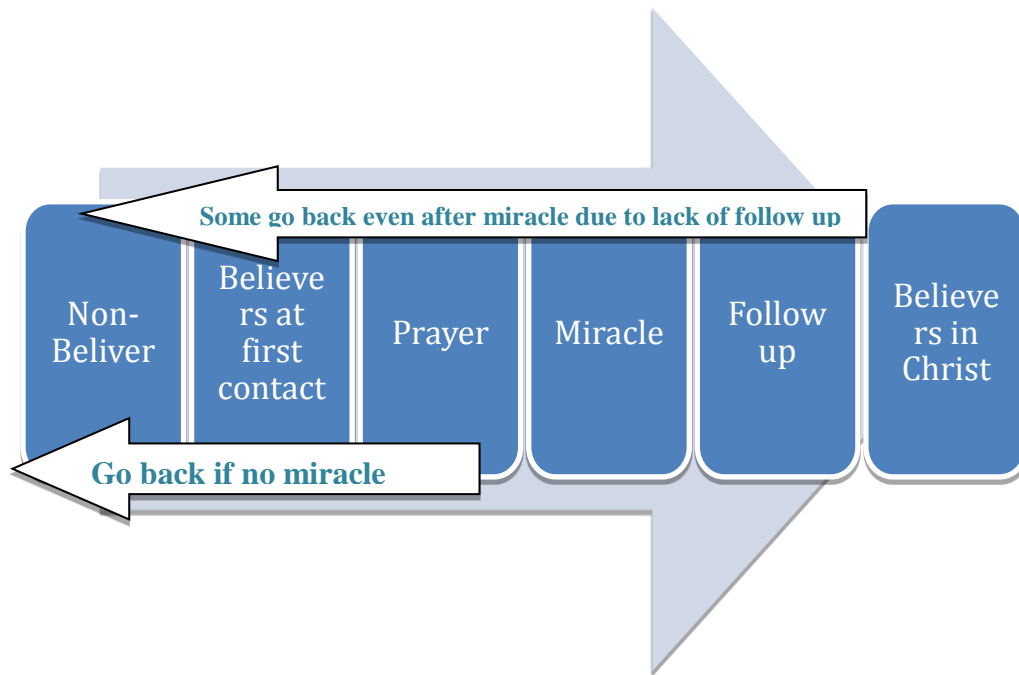 Some go back even after miracle due to lack of follow up
Non-
Beliver
Believe
rs at
first
contact
Prayer
Miracle
Follow
up
Believe
rs in
Christ
Go back if no miracle